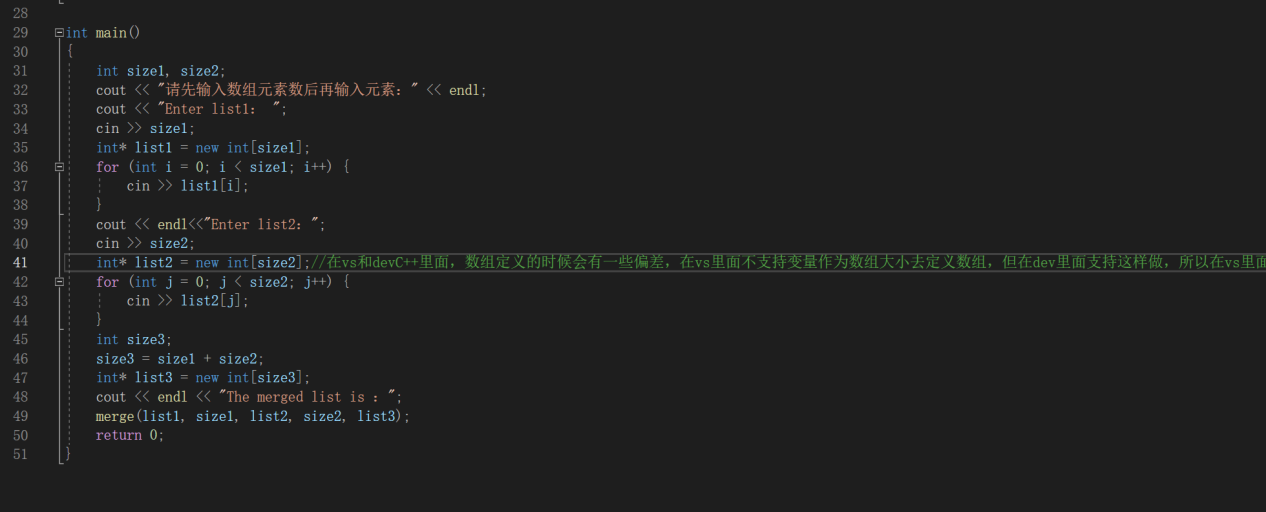 28
29 int main()
30 {
31 int size1, size2;
32 cout << "请先输入数组元素数后再输入元素：" << endl;
33 cout << "Enter list1： ";
34 cin >> size1;
35 int* list1 = new int[size1];
36 for (int i = 0; i < size1; i++) {
37 cin >> list1[i];
38 }
39 cout << endl<<"Enter list2：";
40 cin >> size2;
41 int* list2 = new int[size2];//在vs和devC++里面，数组定义的时候会有一些偏差，在vs里面不支持变量作为数组大小去定义数组，但在dev里面支持这样做，所以在vs里面
42 for (int j = 0; j < size2; j++) {
43 cin >> list2[j];
44 }
45 int size3;
46 size3 = size1 + size2;
47 int* list3 = new int[size3];
48 cout << endl << "The merged list is : ";
49 merge(list1, size1, list2, size2, list3);
50 return 0;
51 }